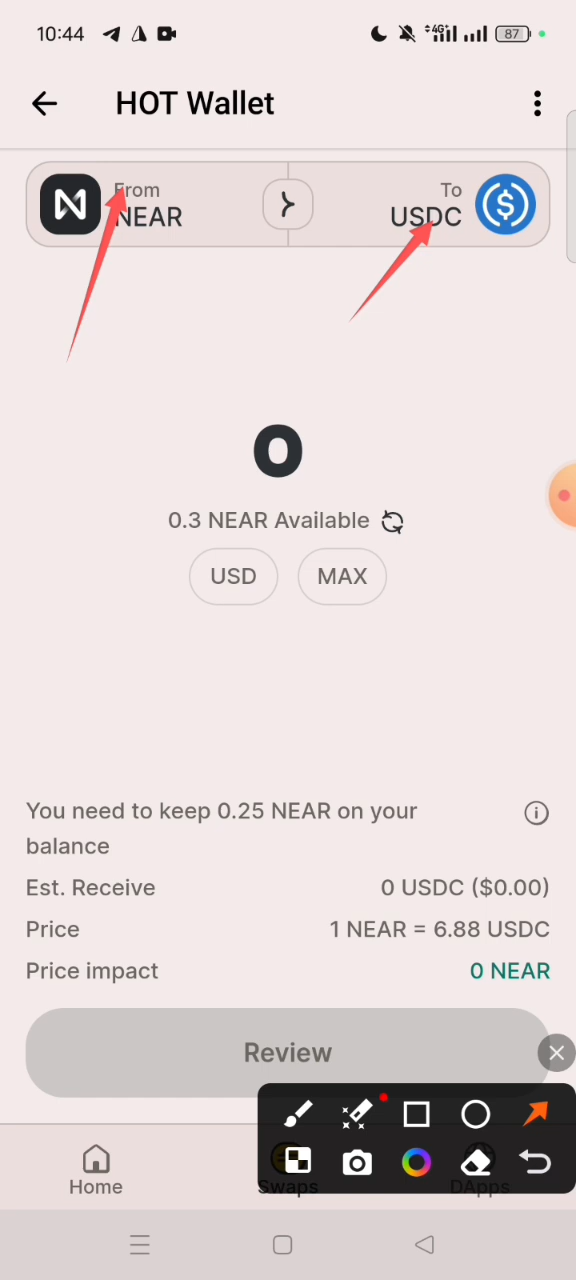 10:44
4G+
87
HOT Wallet
From
NEAR
To
USDC
0
0.3 NEAR Available
USD
MAX
You need to keep 0.25 NEAR on your
balance
Est. Receive
0 USDC ($0.00)
Price
1 NEAR = 6.88 USDC
Price impact
0 NEAR
Review
Home
Swaps
DApps